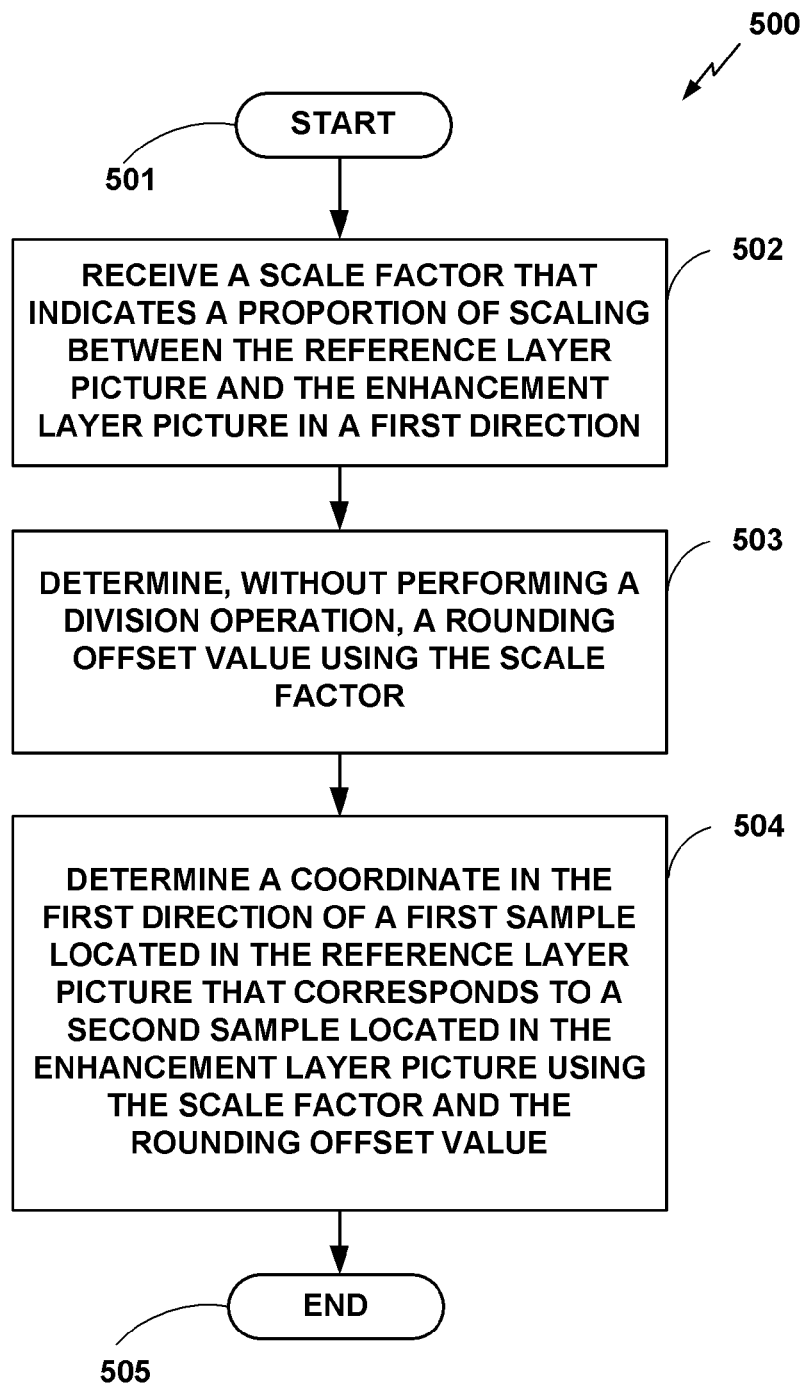 500
START
501
502
RECEIVE A SCALE FACTOR THAT
INDICATES A PROPORTION OF SCALING
BETWEEN THE REFERENCE LAYER
PICTURE AND THE ENHANCEMENT
LAYER PICTURE IN A FIRST DIRECTION
503
DETERMINE, WITHOUT PERFORMING A
DIVISION OPERATION, A ROUNDING
OFFSET VALUE USING THE SCALE
FACTOR
504
DETERMINE A COORDINATE IN THE
FIRST DIRECTION OF A FIRST SAMPLE
LOCATED IN THE REFERENCE LAYER
PICTURE THAT CORRESPONDS TO A
SECOND SAMPLE LOCATED IN THE
ENHANCEMENT LAYER PICTURE USING
THE SCALE FACTOR AND THE
ROUNDING OFFSET VALUE
END
505